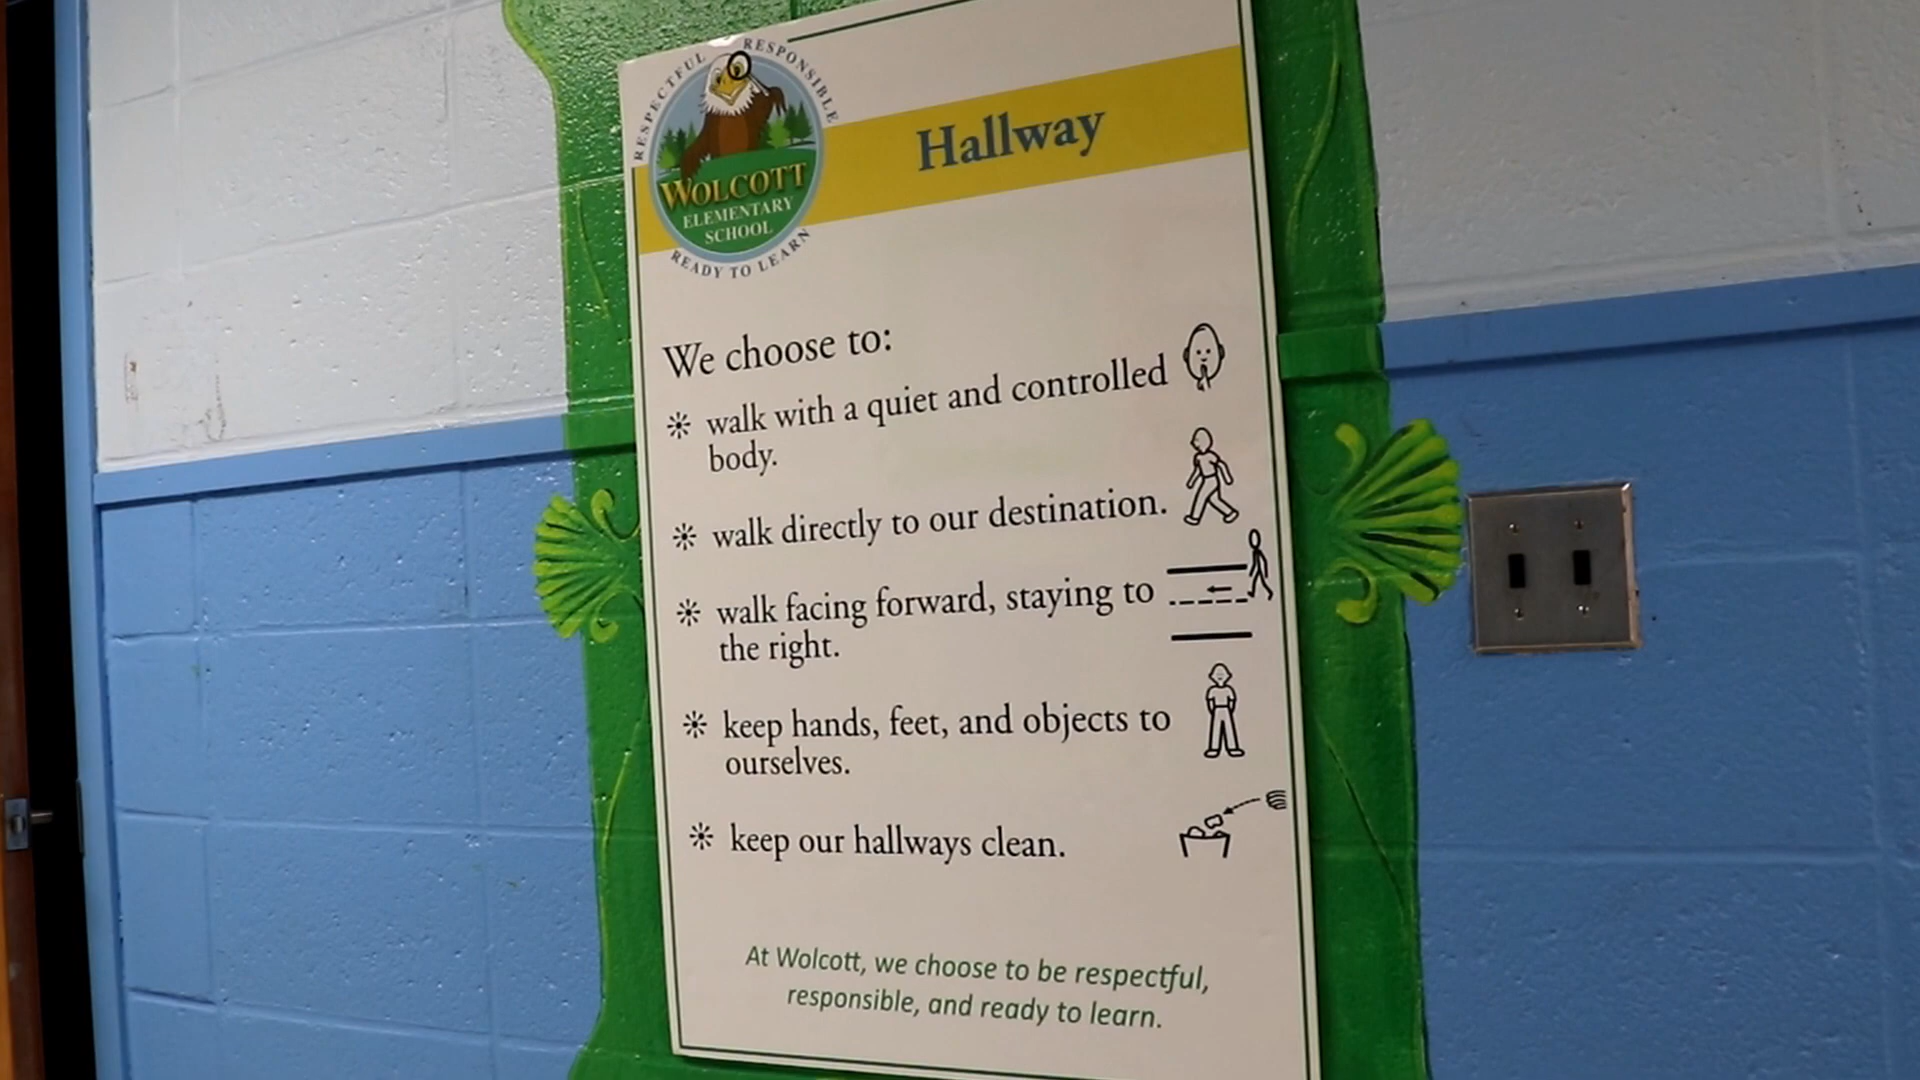 RESPECTFUL RESPONSIBLE
WOLCOTT
ELEMENTARY
SCHOOL
READY TO LEARN
Hallway
We choose to:
walk with a quiet and controlled
body.
walk directly to our destination.
walk facing forward, staying to
the right.
keep hands, feet, and objects to
ourselves.
keep our hallways clean.
At Wolcott, we choose to be respectful,
responsible, and ready to learn.